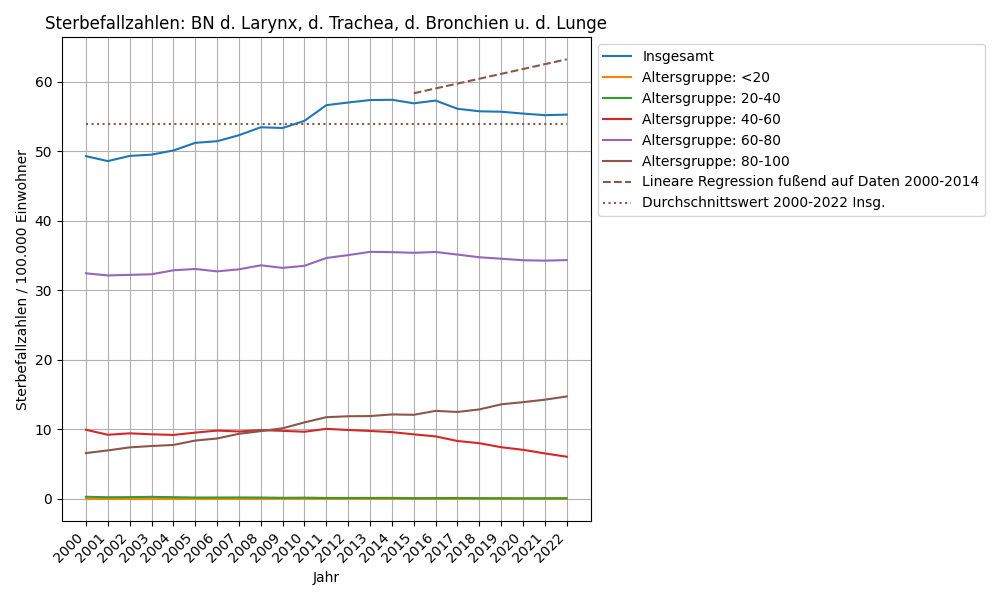 Sterbefallzahlen: BN d. Larynx, d. Trachea, d. Bronchien u. d. Lunge
Insgesamt
Altersgruppe: <20
Altersgruppe: 20-40
Altersgruppe: 40-60
Altersgruppe: 60-80
Altersgruppe: 80-100
Lineare Regression fußend auf Daten 2000-2014
Durchschnittswert 2000-2022 Insg.
Sterbefallzahlen / 100.000 Einwohner
60
50
40
30
20
10
0
2000
2001
2002
2003
2004
2005
2006
2007
2008
2009
2010
2011
2012
2013
2014
2015
2016
2017
2018
2019
2020
2021
2022
Jahr